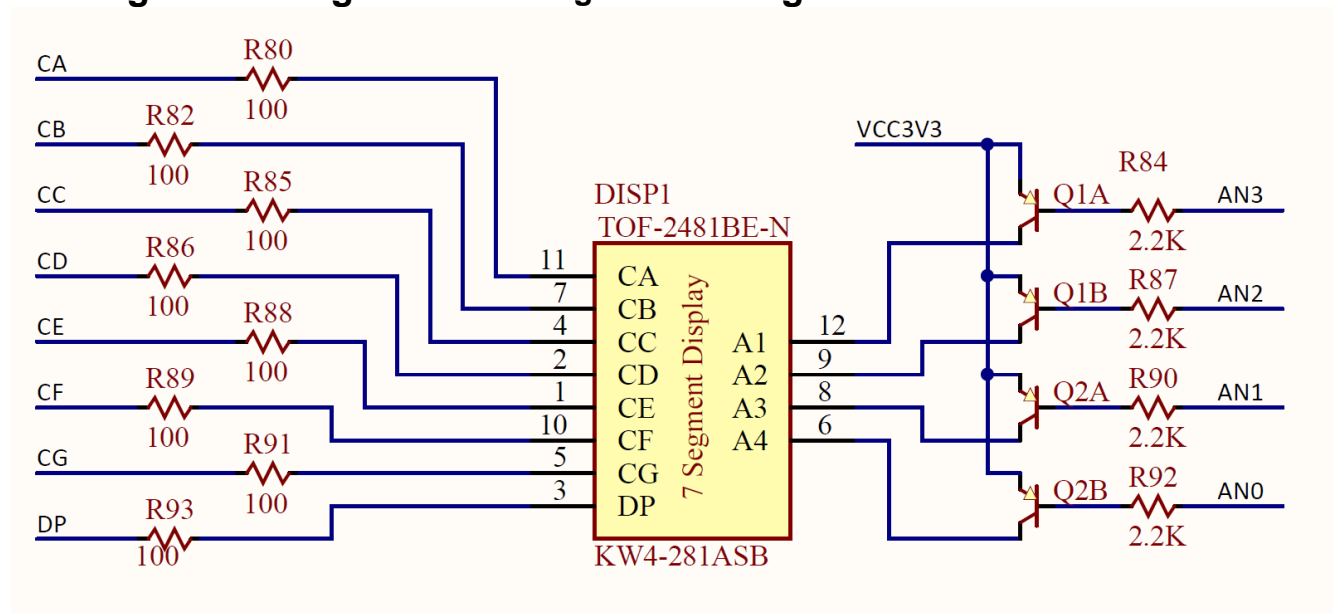 CA
R80
100
CB
R82
100
CC
R85
100
CD
R86
100
CE
R88
100
CF
R89
100
CG
R91
100
DP
R93
100
DISP1
TOF-2481BE-N
11
7
4
2
1
10
5
3
CA
CB
CC
CD
CE
CF
CG
DP
7 Segment Display
A1
A2
A3
A4
12
9
8
6
KW4-281ASB
VCC3V3
Q1A
R84
2.2K
AN3
Q1B
R87
2.2K
AN2
Q2A
R90
2.2K
AN1
Q2B
R92
2.2K
AN0